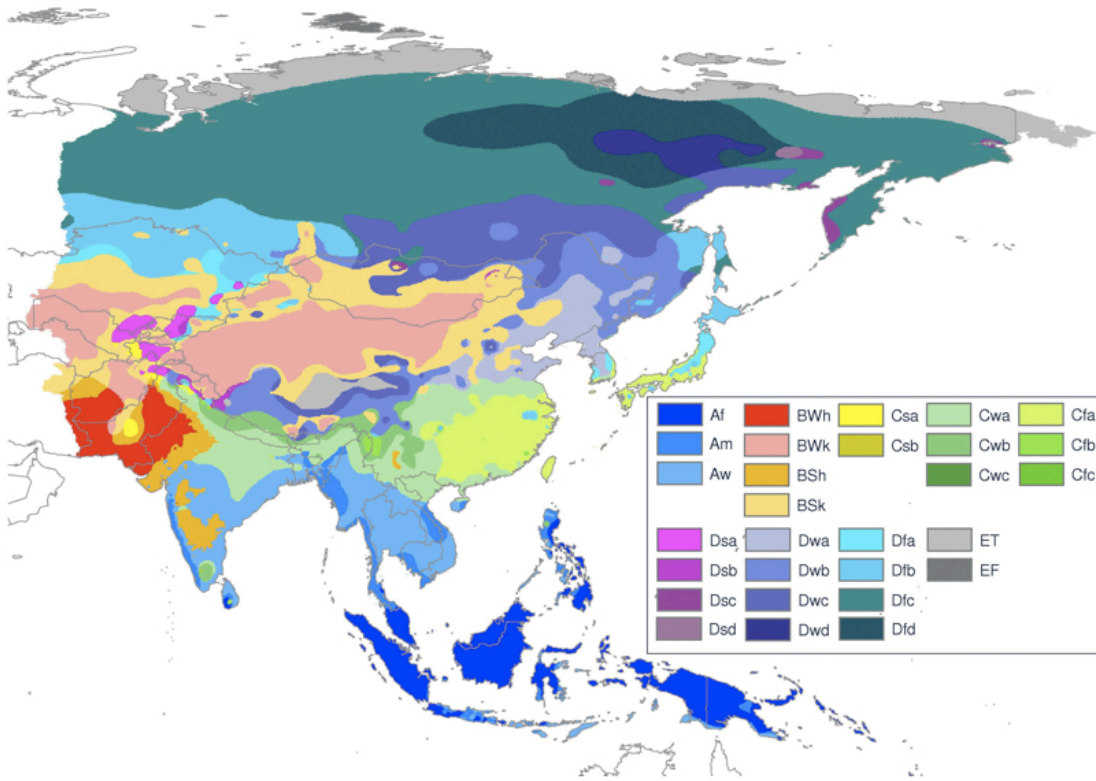 Af BWh Csa Cwa Cfa
Am BWk Csb Cwb Cfb
Aw BSh Cwc Cfc
BSk
Dsa Dwa Dfa ET
Dsb Dwb Dfb EF
Dsc Dwc Dfc
Dsd Dwd Dfd